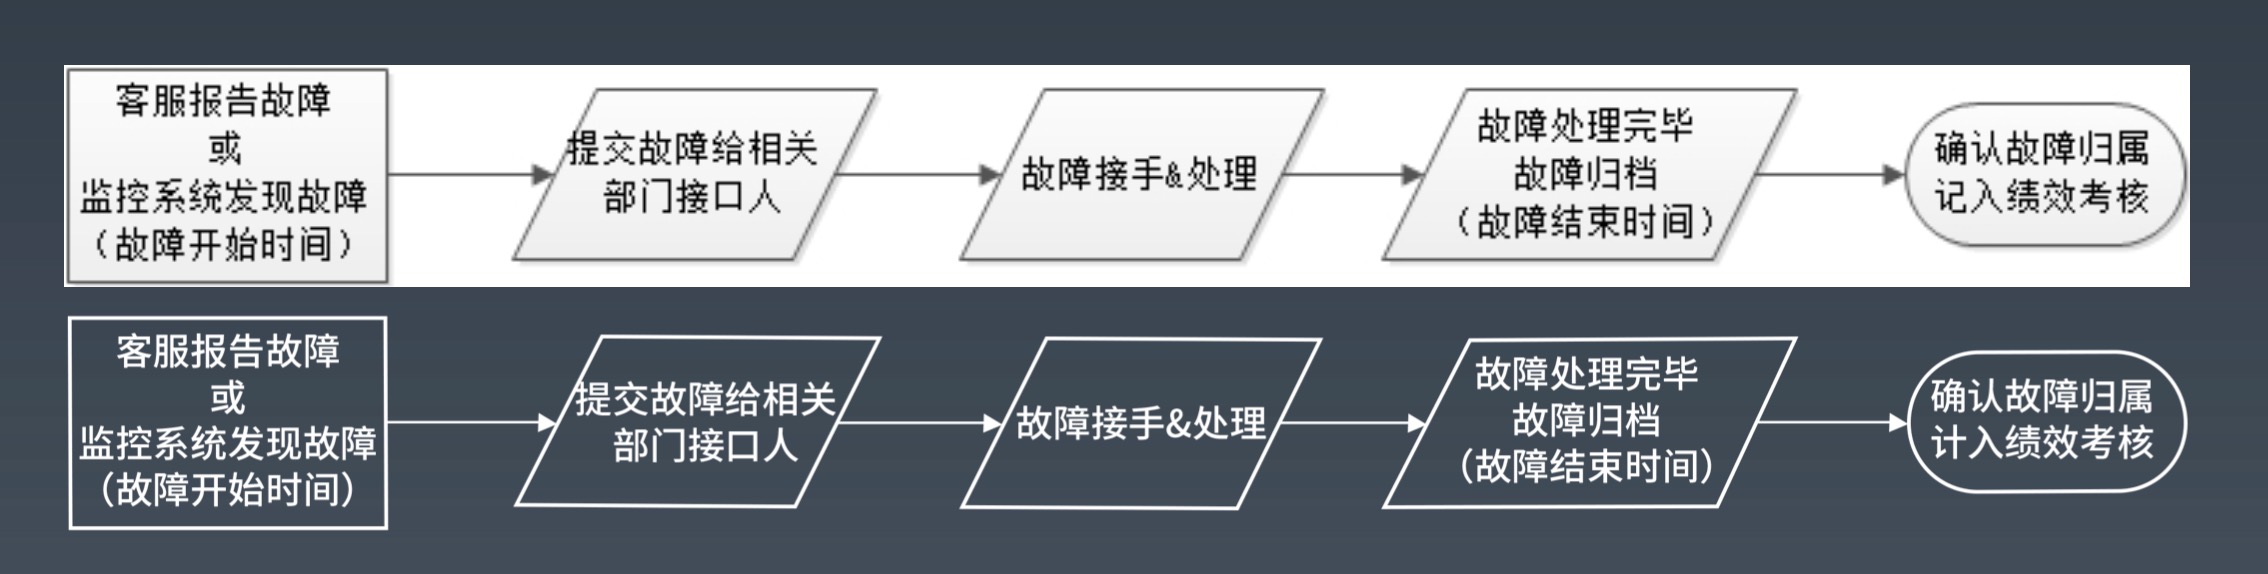 客服报告故障
或
监控系统发现故障
（故障开始时间）
提交故障给相关
部门接口人
故障接手&处理
故障处理完毕
故障归档
（故障结束时间）
确认故障归属
记入绩效考核
客服报告故障
或
监控系统发现故障
（故障开始时间）
提交故障给相关
部门接口人
故障接手&处理
故障处理完毕
故障归档
（故障结束时间）
确认故障归属
计入绩效考核